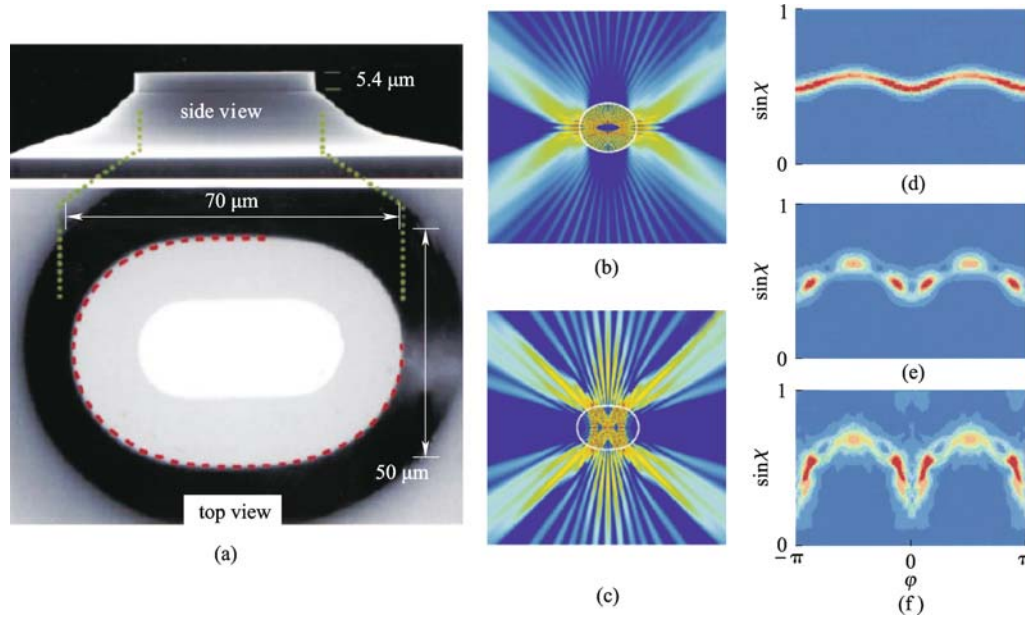 5.4 μm
side view
70 μm
50 μm
top view
(a)
(b)
(c)
1
sinχ
0
(d)
1
sinχ
0
(e)
1
sinχ
0
−π
0
π
φ
(f)